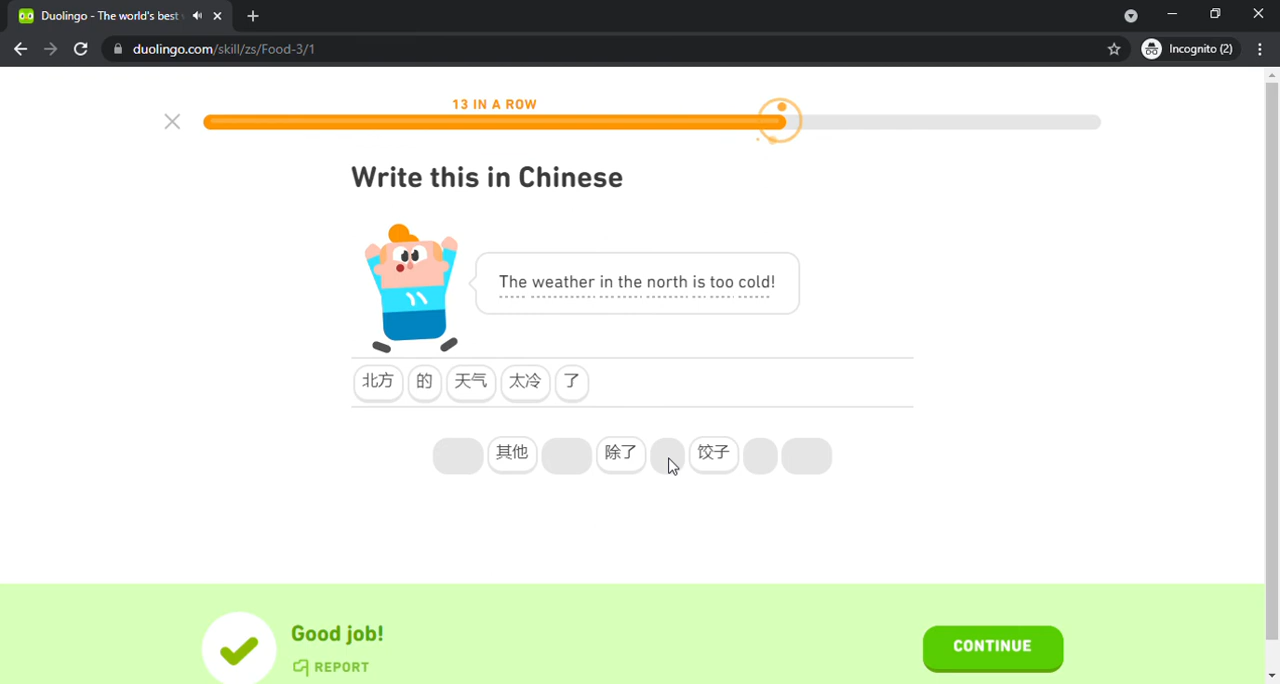 Duolingo - The world's best
duolingo.com/skill/zs/Food-3/1
Incognito (2)
13 IN A ROW
Write this in Chinese
The weather in the north is too cold!
北方 的 天气 太冷 了
其他 除了 饺子
Good job!
REPORT
CONTINUE